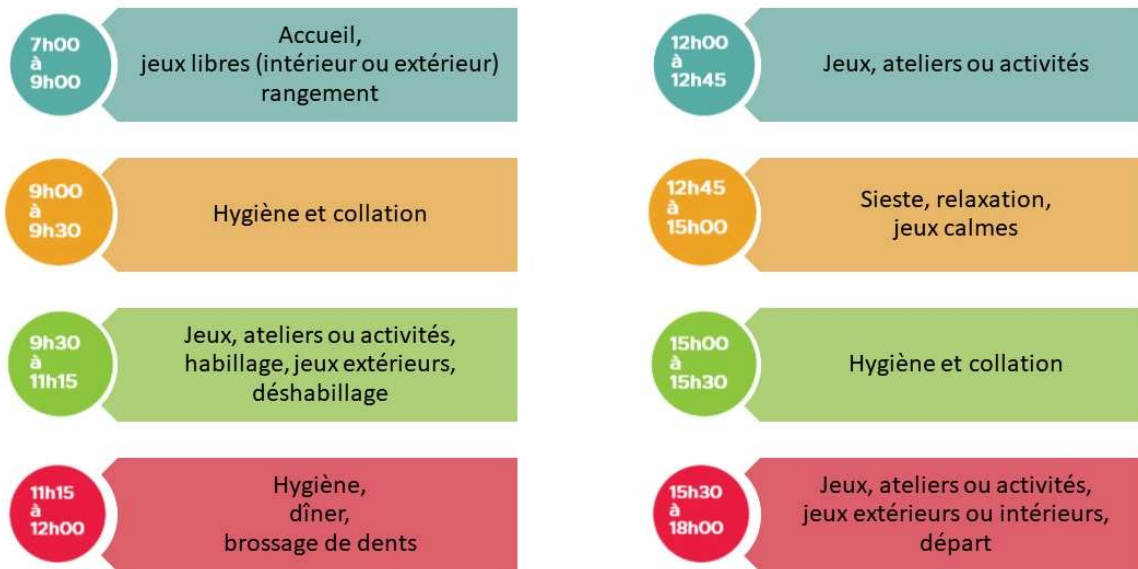 7h00
à
9h00
Accueil,
jeux libres (intérieur ou extérieur)
rangement
9h00
à
9h30
Hygiène et collation
9h30
à
11h15
Jeux, ateliers ou activités,
habillage, jeux extérieurs,
déshabillage
11h15
à
12h00
Hygiène,
dîner,
brossage de dents
12h00
à
12h45
Jeux, ateliers ou activités
12h45
à
15h00
Sieste, relaxation,
jeux calmes
15h00
à
15h30
Hygiène et collation
15h30
à
18h00
Jeux, ateliers ou activités,
jeux extérieurs ou intérieurs,
départ